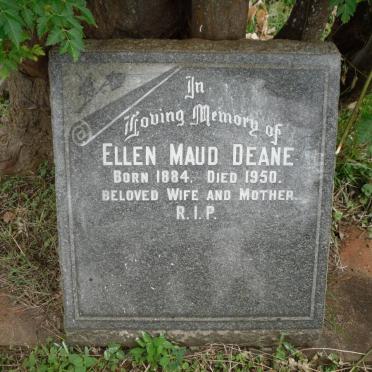 In
Loving Memory of
ELLEN MAUD DEANE
BORN 1884. DIED 1950.
BELOVED WIFE AND MOTHER.
R.I.P.